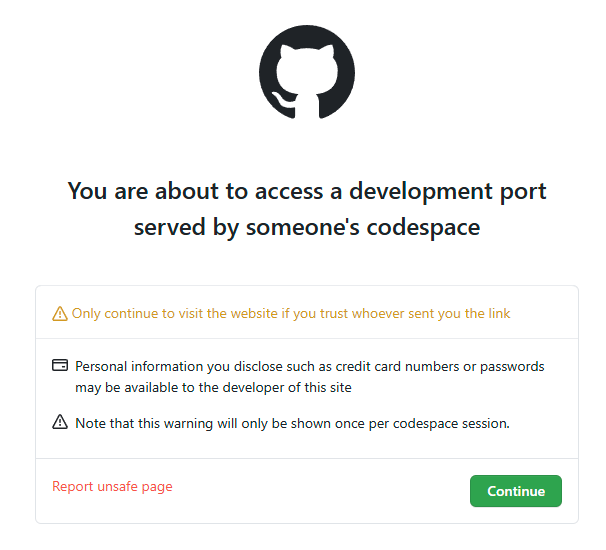 You are about to access a development port
served by someone's codespace
Only continue to visit the website if you trust whoever sent you the link
Personal information you disclose such as credit card numbers or passwords
may be available to the developer of this site
Note that this warning will only be shown once per codespace session.
Report unsafe page
Continue